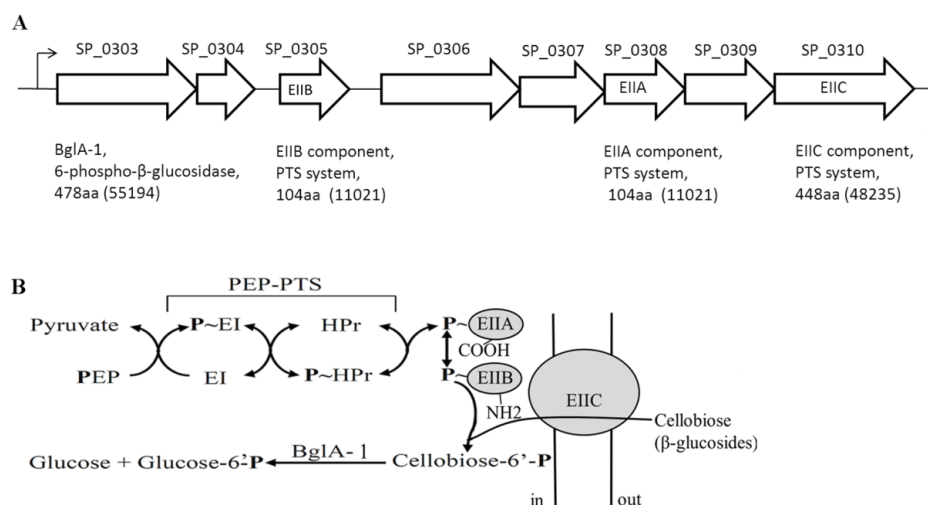 A
SP_0303 SP_0304 SP_0305 SP_0306 SP_0307 SP_0308 SP_0309 SP_0310
EIIB EIIA EIIC
BglA-1,
6-phospho-β-glucosidase,
478aa (55194)
EIIB component,
PTS system,
104aa (11021)
EIIA component,
PTS system,
104aa (11021)
EIIC component,
PTS system,
448aa (48235)
B
PEP-PTS
Pyruvate P~EI HPr P~ EIIA
COOH
PEP EI P~HPr P~ EIIB
NH2
EIIC
Cellobiose
(β-glucosides)
Glucose + Glucose-6'-P BglA-1 Cellobiose-6'-P
in out